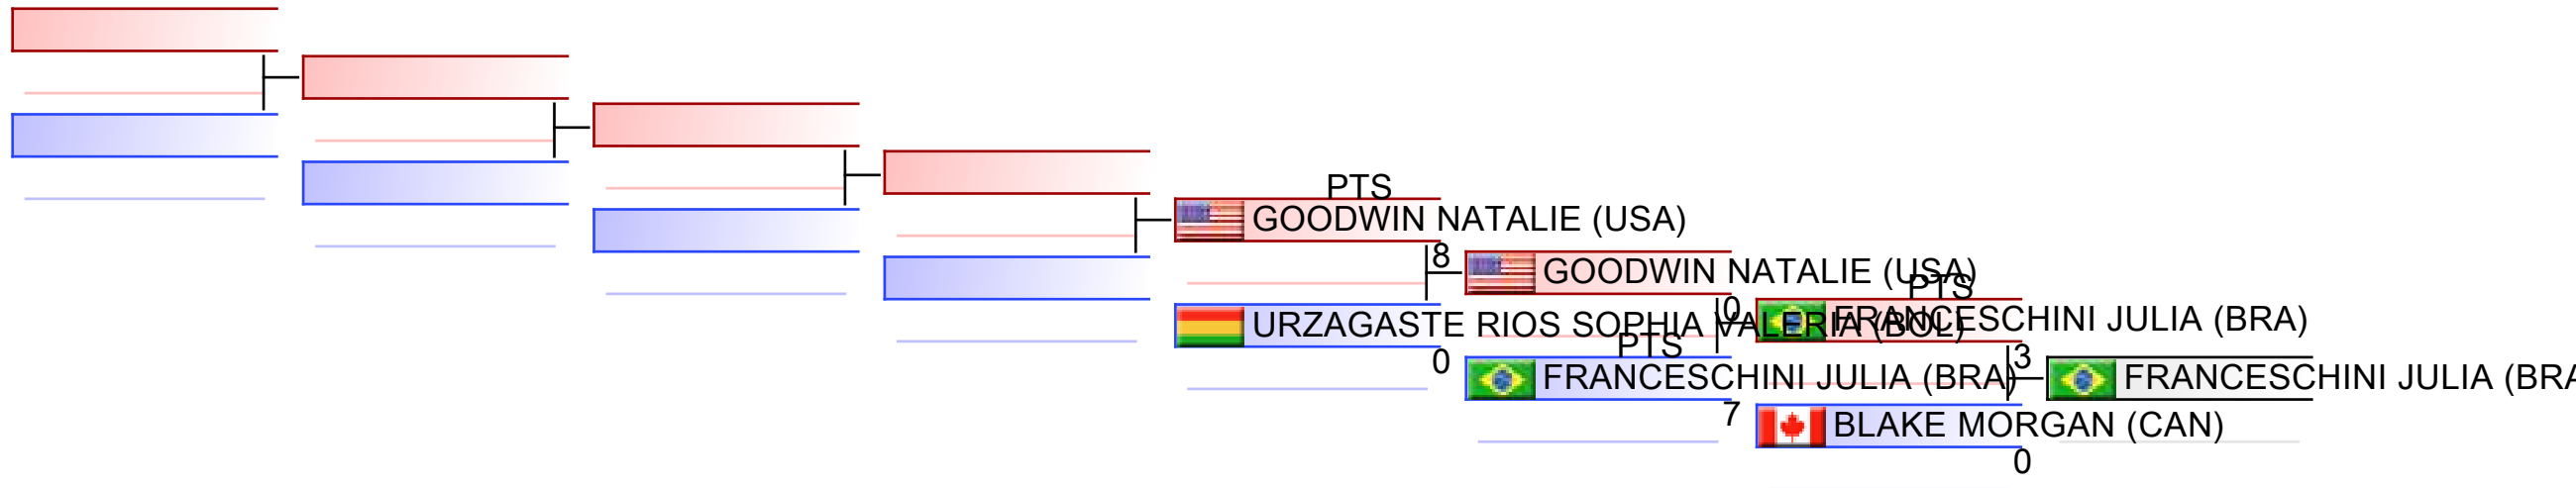 PTS
GOODWIN NATALIE (USA)
8
GOODWIN NATALIE (USA)
PTS
0
URZAGASTE RIOS SOPHIA VALERIA (BOL)
FRANCESCHINI JULIA (BRA)
PTS
0
3
FRANCESCHINI JULIA (BRA)
FRANCESCHINI JULIA (BRA
7
BLAKE MORGAN (CAN)
0